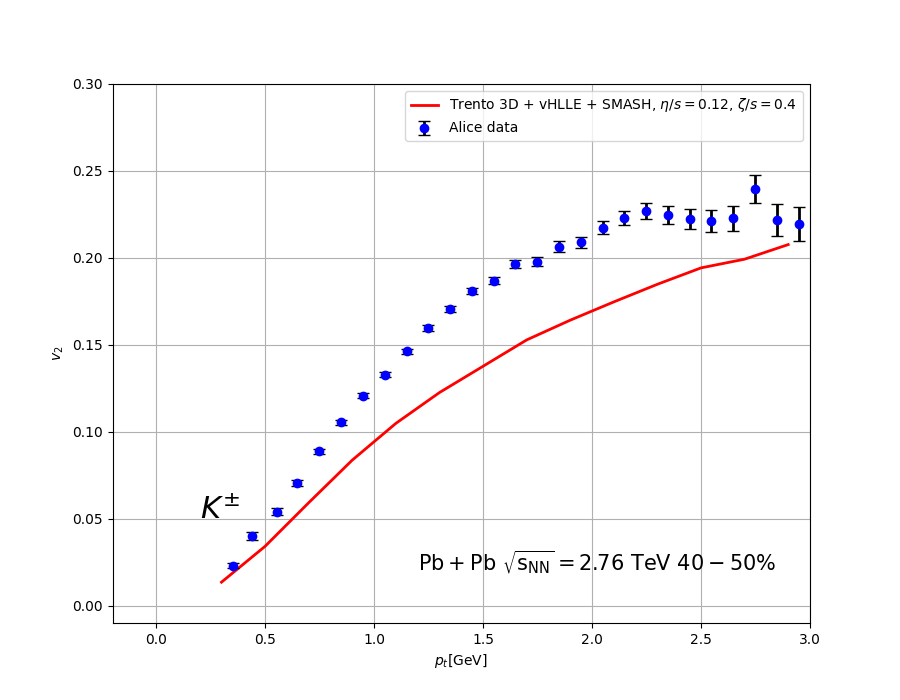 0.30
Trento 3D + vHLLE + SMASH, η/s = 0.12, ζ/s = 0.4
Alice data
0.25
0.20
v₂
0.15
0.10
K±
0.05
Pb + Pb √sNN = 2.76 TeV 40 − 50%
0.00
0.0 0.5 1.0 1.5 2.0 2.5 3.0
pₜ[GeV]